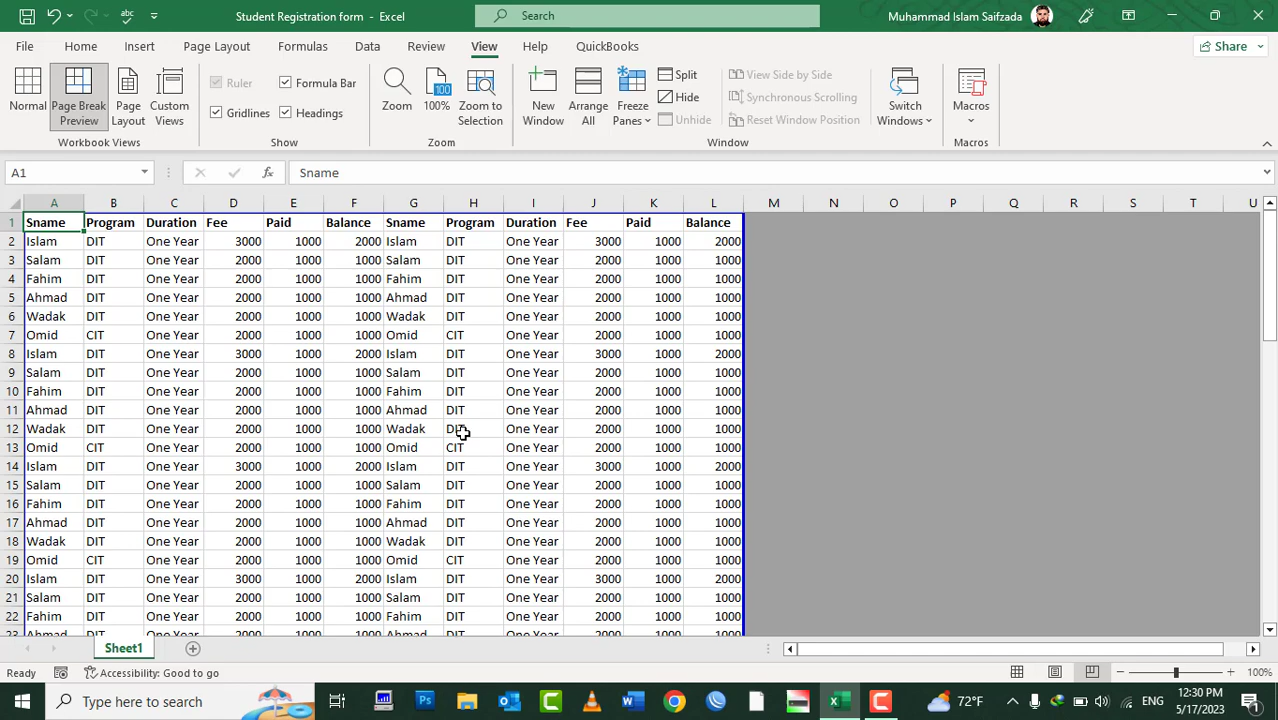 Student Registration form - Excel
Search
Muhammad Islam Saifzada
File Home Insert Page Layout Formulas Data Review View Help QuickBooks
Share
Normal
Page Break Preview
Page Layout
Custom Views
Workbook Views
Ruler Formula Bar
Gridlines Headings
Show
Zoom
100%
Zoom to Selection
Zoom
New Window
Arrange All
Freeze Panes
Split
Hide
Unhide
View Side by Side
Synchronous Scrolling
Reset Window Position
Window
Switch Windows
Macros
Macros
A1 Sname
A B C D E F G H I J K L M N O P Q R S T U
1 Sname Program Duration Fee Paid Balance Sname Program Duration Fee Paid Balance
2 Islam DIT One Year 3000 1000 2000 Islam DIT One Year 3000 1000 2000
3 Salam DIT One Year 2000 1000 1000 Salam DIT One Year 2000 1000 1000
4 Fahim DIT One Year 2000 1000 1000 Fahim DIT One Year 2000 1000 1000
5 Ahmad DIT One Year 2000 1000 1000 Ahmad DIT One Year 2000 1000 1000
6 Wadak DIT One Year 2000 1000 1000 Wadak DIT One Year 2000 1000 1000
7 Omid CIT One Year 2000 1000 1000 Omid CIT One Year 2000 1000 1000
8 Islam DIT One Year 3000 1000 2000 Islam DIT One Year 3000 1000 2000
9 Salam DIT One Year 2000 1000 1000 Salam DIT One Year 2000 1000 1000
10 Fahim DIT One Year 2000 1000 1000 Fahim DIT One Year 2000 1000 1000
11 Ahmad DIT One Year 2000 1000 1000 Ahmad DIT One Year 2000 1000 1000
12 Wadak DIT One Year 2000 1000 1000 Wadak DIT One Year 2000 1000 1000
13 Omid CIT One Year 2000 1000 1000 Omid CIT One Year 2000 1000 1000
14 Islam DIT One Year 3000 1000 2000 Islam DIT One Year 3000 1000 2000
15 Salam DIT One Year 2000 1000 1000 Salam DIT One Year 2000 1000 1000
16 Fahim DIT One Year 2000 1000 1000 Fahim DIT One Year 2000 1000 1000
17 Ahmad DIT One Year 2000 1000 1000 Ahmad DIT One Year 2000 1000 1000
18 Wadak DIT One Year 2000 1000 1000 Wadak DIT One Year 2000 1000 1000
19 Omid CIT One Year 2000 1000 1000 Omid CIT One Year 2000 1000 1000
20 Islam DIT One Year 3000 1000 2000 Islam DIT One Year 3000 1000 2000
21 Salam DIT One Year 2000 1000 1000 Salam DIT One Year 2000 1000 1000
22 Fahim DIT One Year 2000 1000 1000 Fahim DIT One Year 2000 1000 1000
23 Ahmad DIT One Year 2000 1000 1000 Ahmad DIT One Year 2000 1000 1000
Sheet1
Ready Accessibility: Good to go 100%
Type here to search
72°F ENG 12:30 PM
5/17/2023